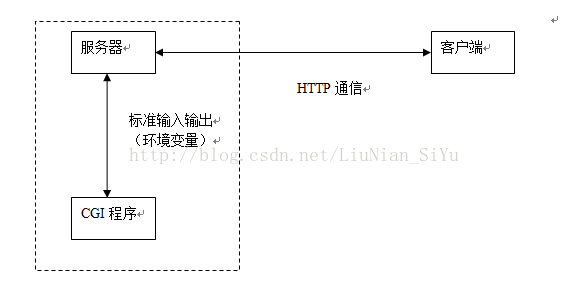 服务器
客户端
HTTP 通信
标准输入输出
（环境变量）
http://blog.csdn.net/LiuNian_SiYu
CGI 程序